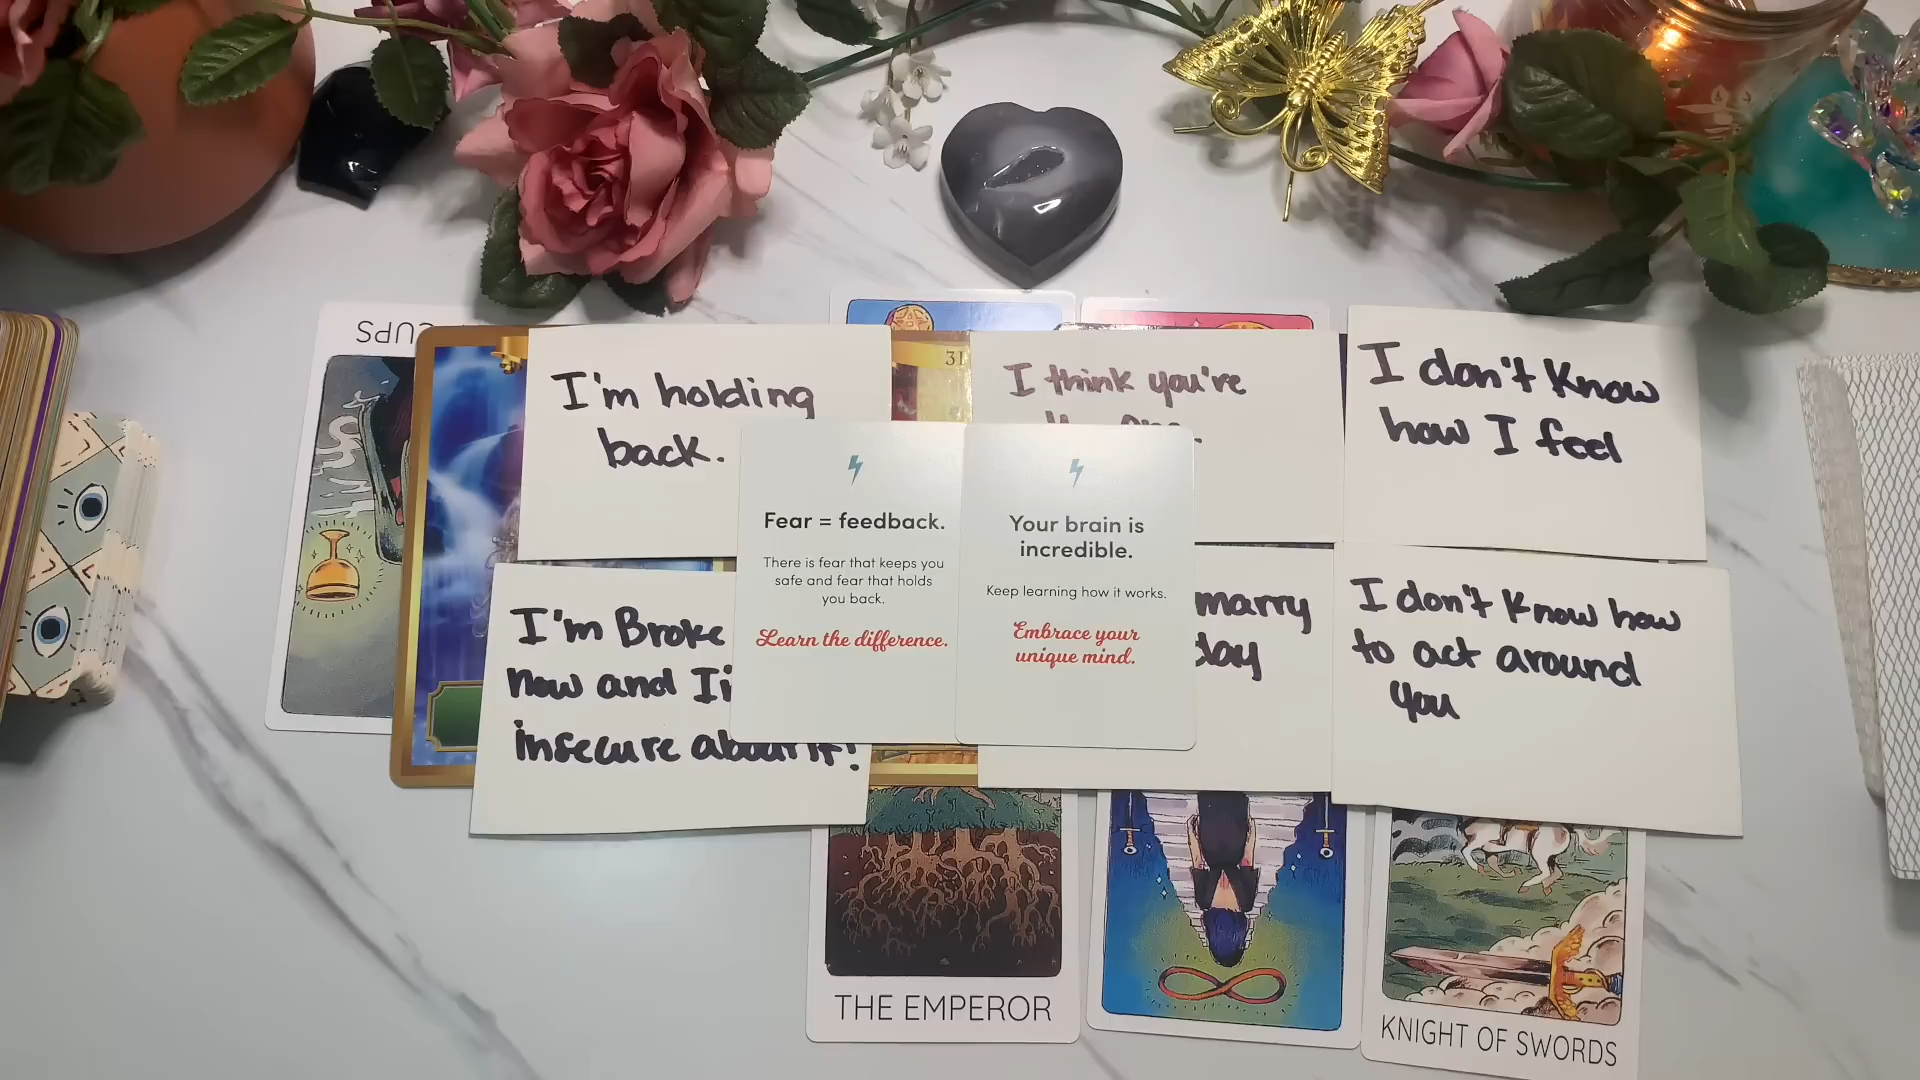 CUPS
31
I'm holding
back.
I think you're
I don't know
how I feel
Fear = feedback.
There is fear that keeps you
safe and fear that holds
you back.
Learn the difference.
Your brain is
incredible.
Keep learning how it works.
Embrace your
unique mind.
I'm Broke
now and
insecure about it!
marry
day
I don't know how
to act around
you
THE EMPEROR
KNIGHT OF SWORDS